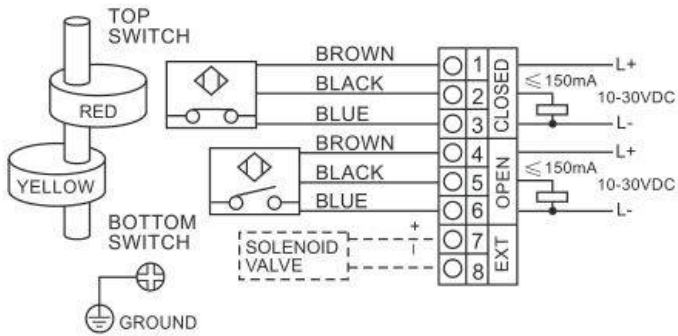 TOP
SWITCH
RED
YELLOW
BOTTOM
SWITCH
GROUND
BROWN
BLACK
BLUE
BROWN
BLACK
BLUE
SOLENOID
VALVE
+
−
1
2
3
4
5
6
7
8
CLOSED
OPEN
EXT
L+
≤150mA
10-30VDC
L-
L+
≤150mA
10-30VDC
L-